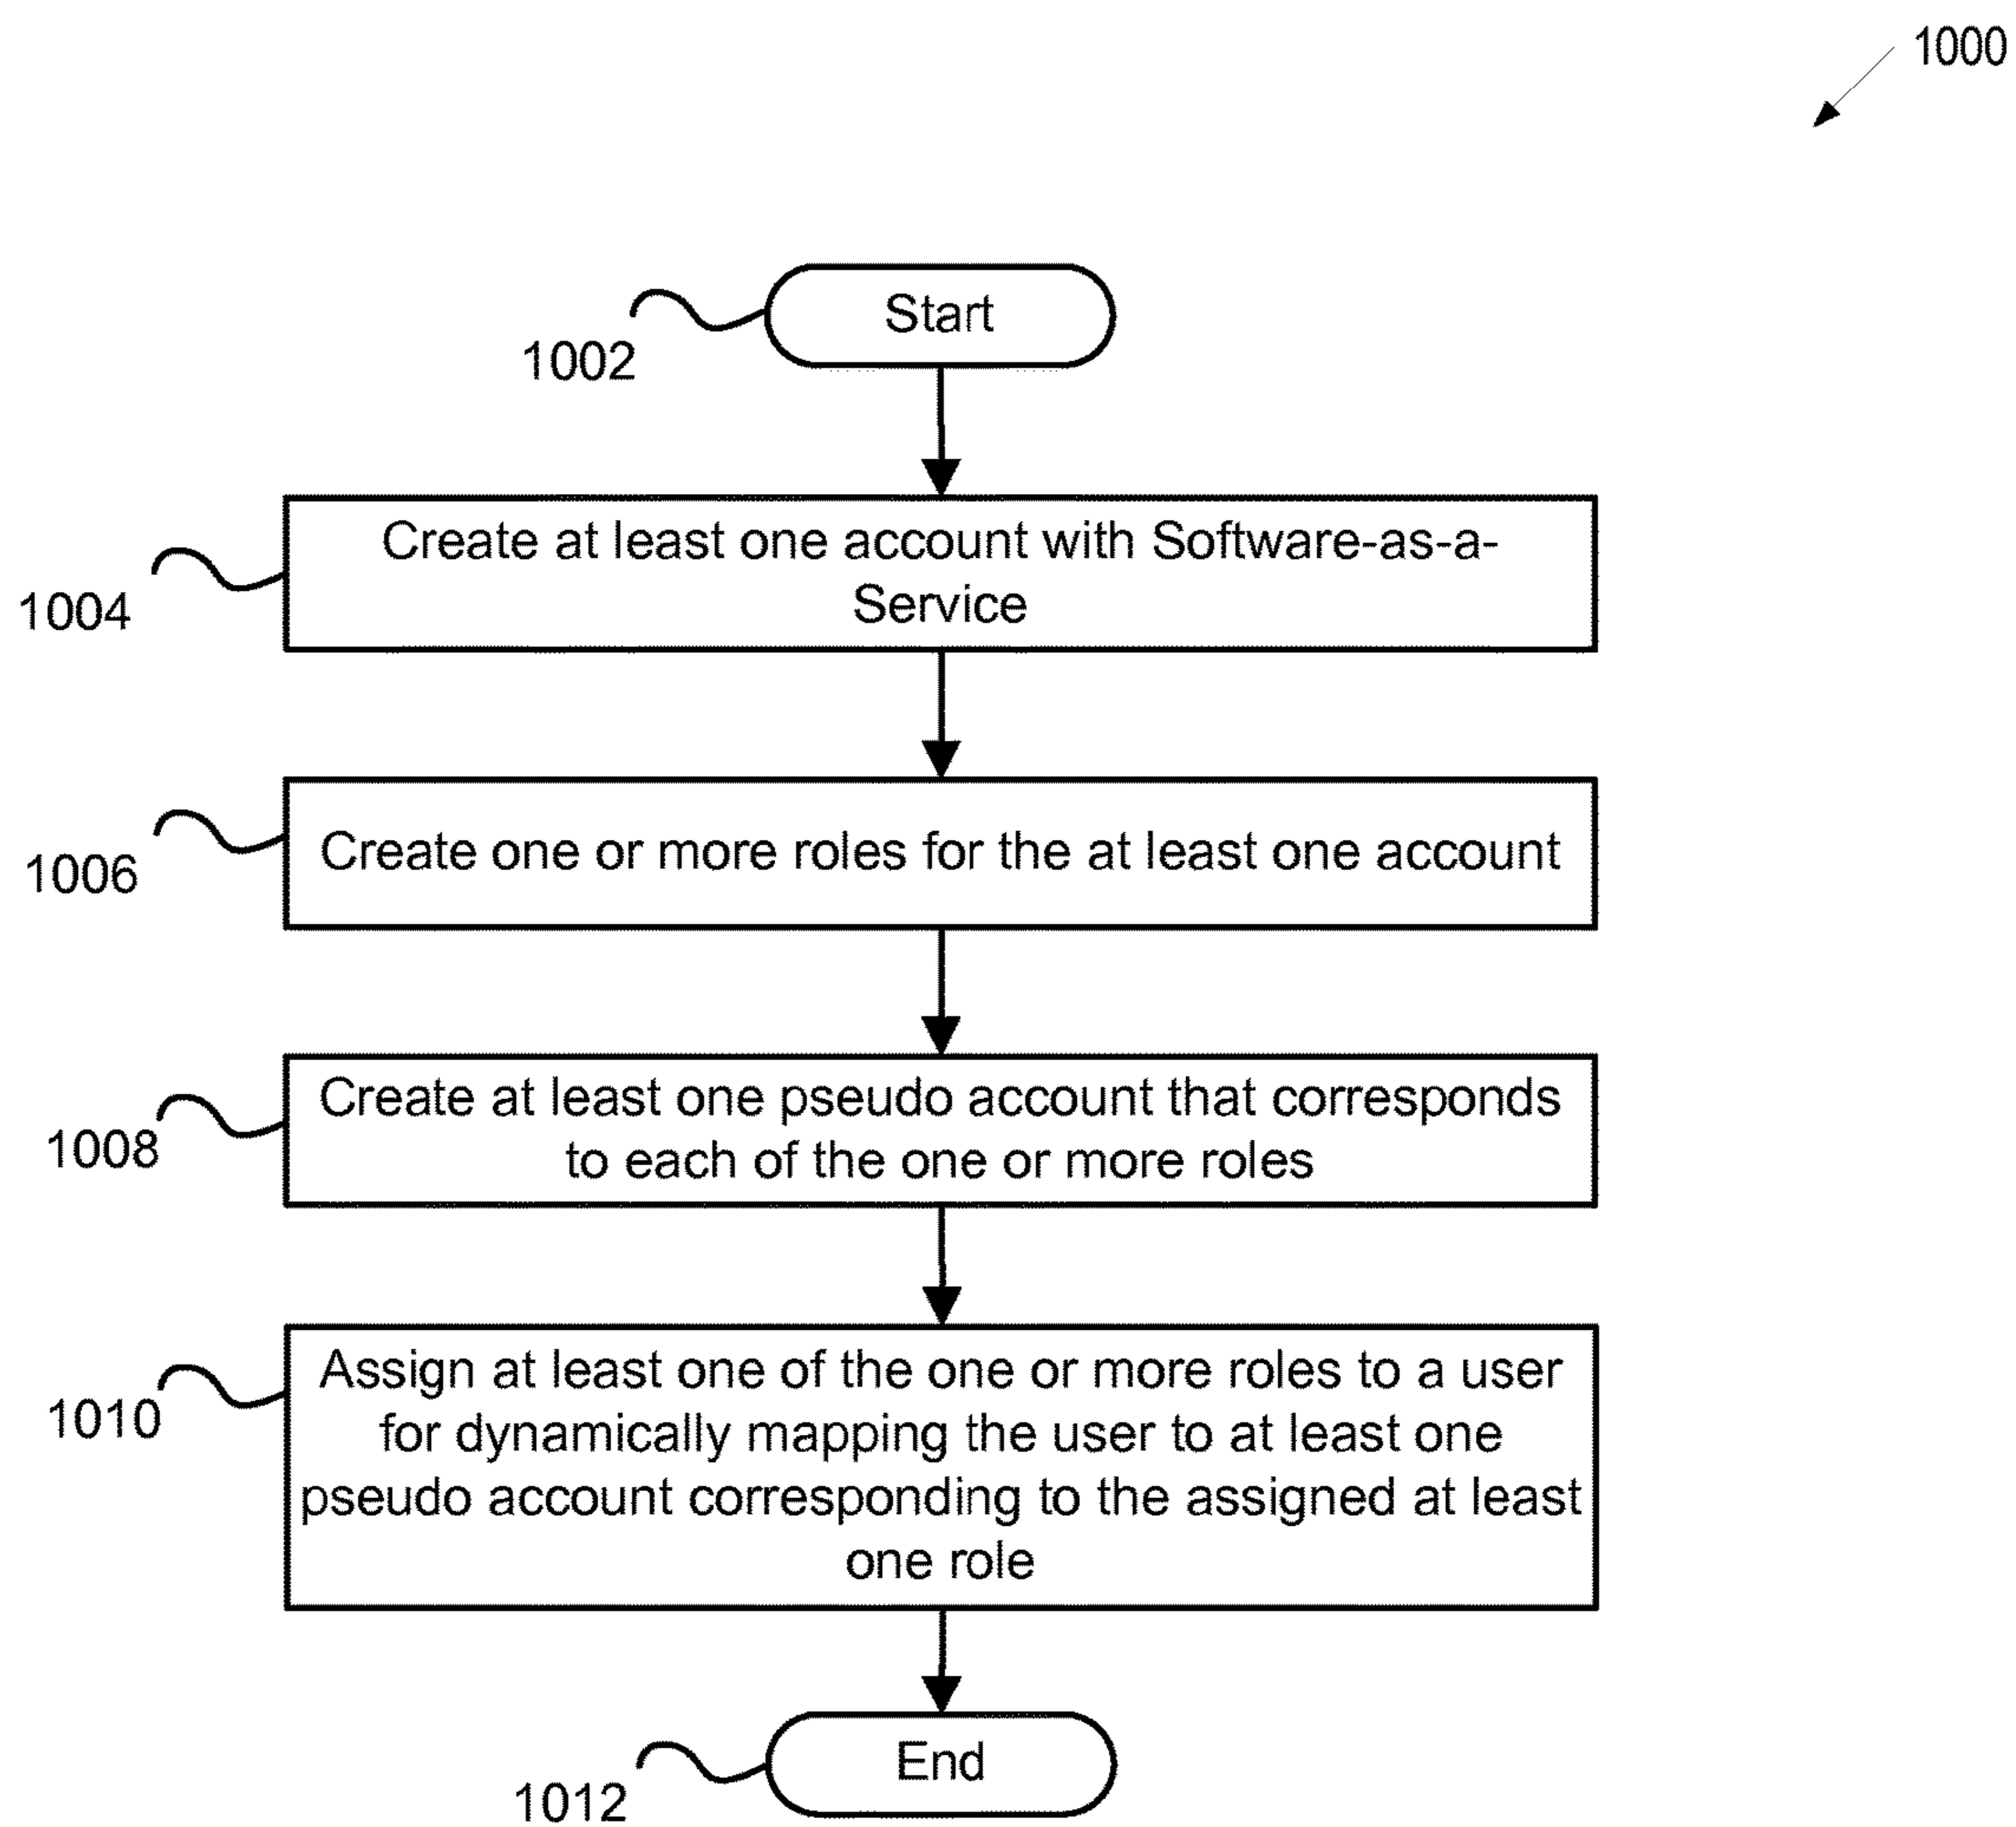 1000
Start
1002
Create at least one account with Software-as-a-
Service
1004
Create one or more roles for the at least one account
1006
Create at least one pseudo account that corresponds
to each of the one or more roles
1008
Assign at least one of the one or more roles to a user
for dynamically mapping the user to at least one
pseudo account corresponding to the assigned at least
one role
1010
End
1012